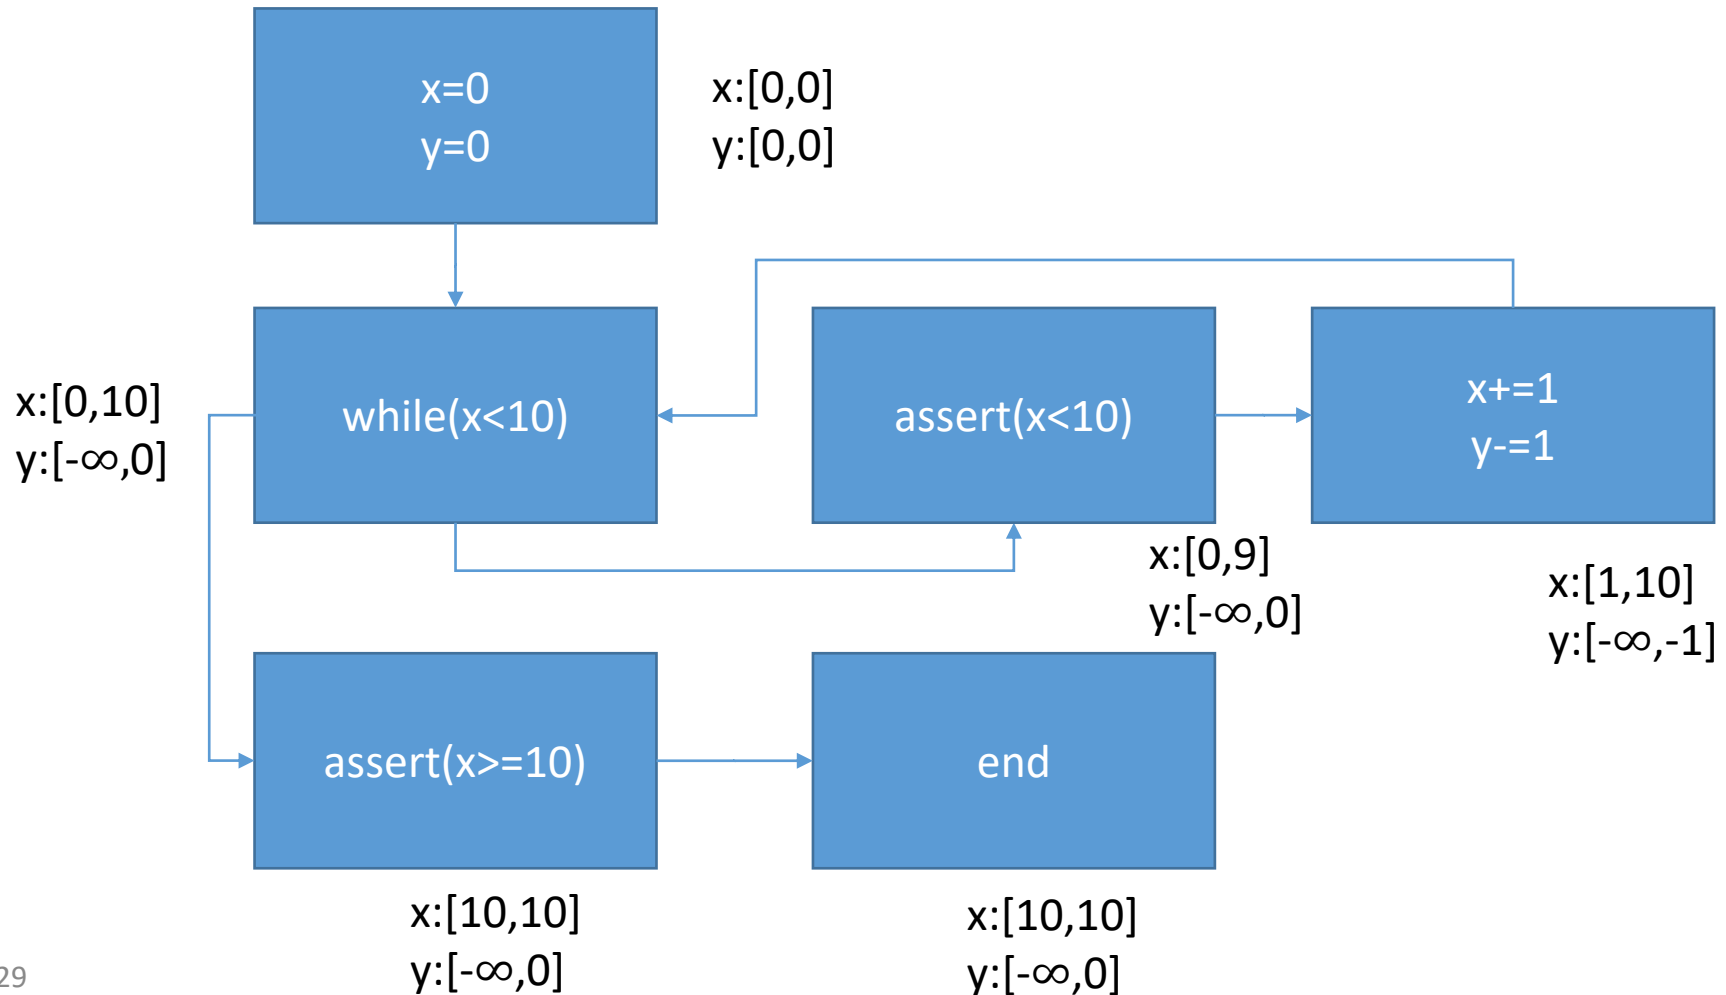 x=0
y=0
x:[0,0]
y:[0,0]
x:[0,10]
y:[-∞,0]
while(x<10)
assert(x<10)
x+=1
y-=1
x:[0,9]
y:[-∞,0]
x:[1,10]
y:[-∞,-1]
assert(x>=10)
end
x:[10,10]
y:[-∞,0]
x:[10,10]
y:[-∞,0]
29